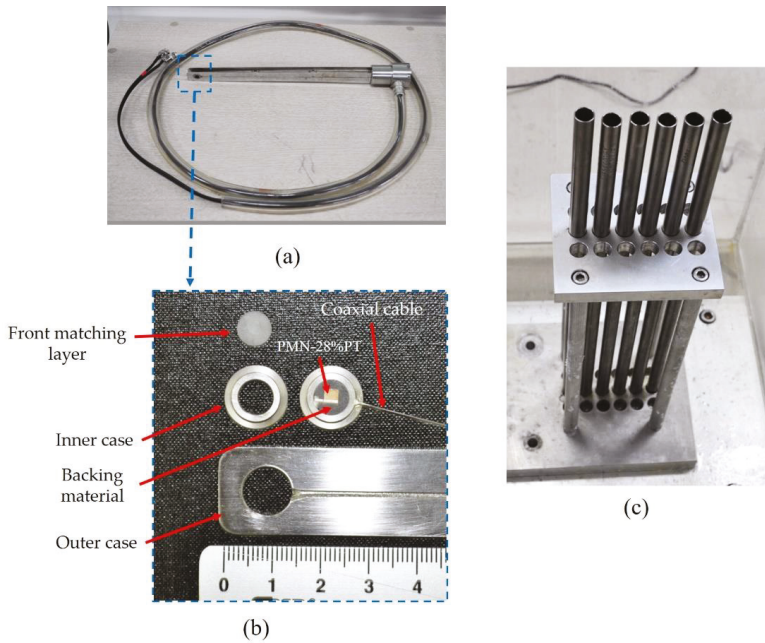 (a)
Front matching
layer
Coaxial cable
PMN-28%PT
Inner case
Backing
material
Outer case
0 1 2 3 4
(b)
(c)